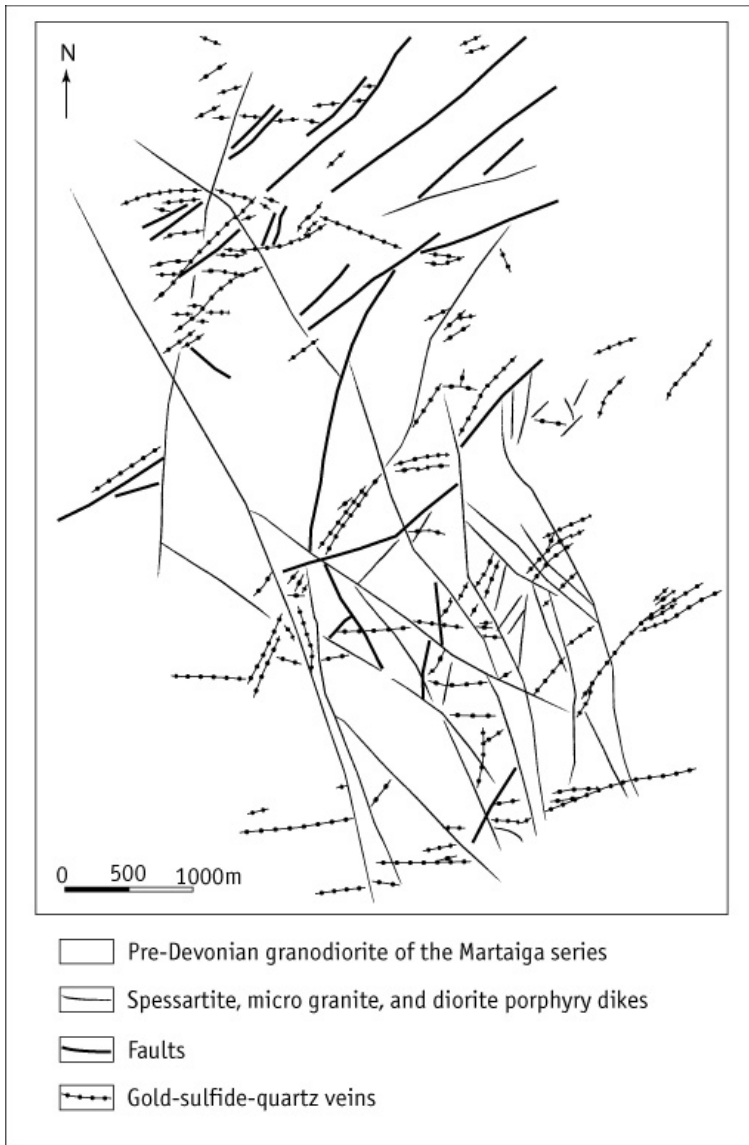 N
0 500 1000m
Pre-Devonian granodiorite of the Martaiga series
Spessartite, micro granite, and diorite porphyry dikes
Faults
Gold-sulfide-quartz veins